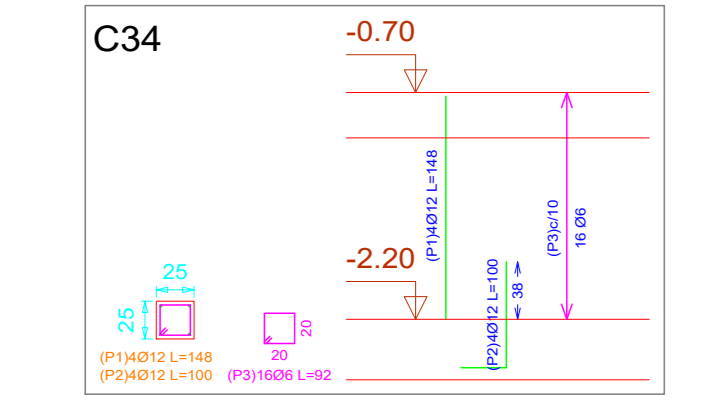 C34
-0.70
(P1)4Ø12 L=148
(P3)c/10
16 Ø6
-2.20
(P2)4Ø12 L=100
38
25
25
20
20
(P1)4Ø12 L=148
(P2)4Ø12 L=100
(P3)16Ø6 L=92